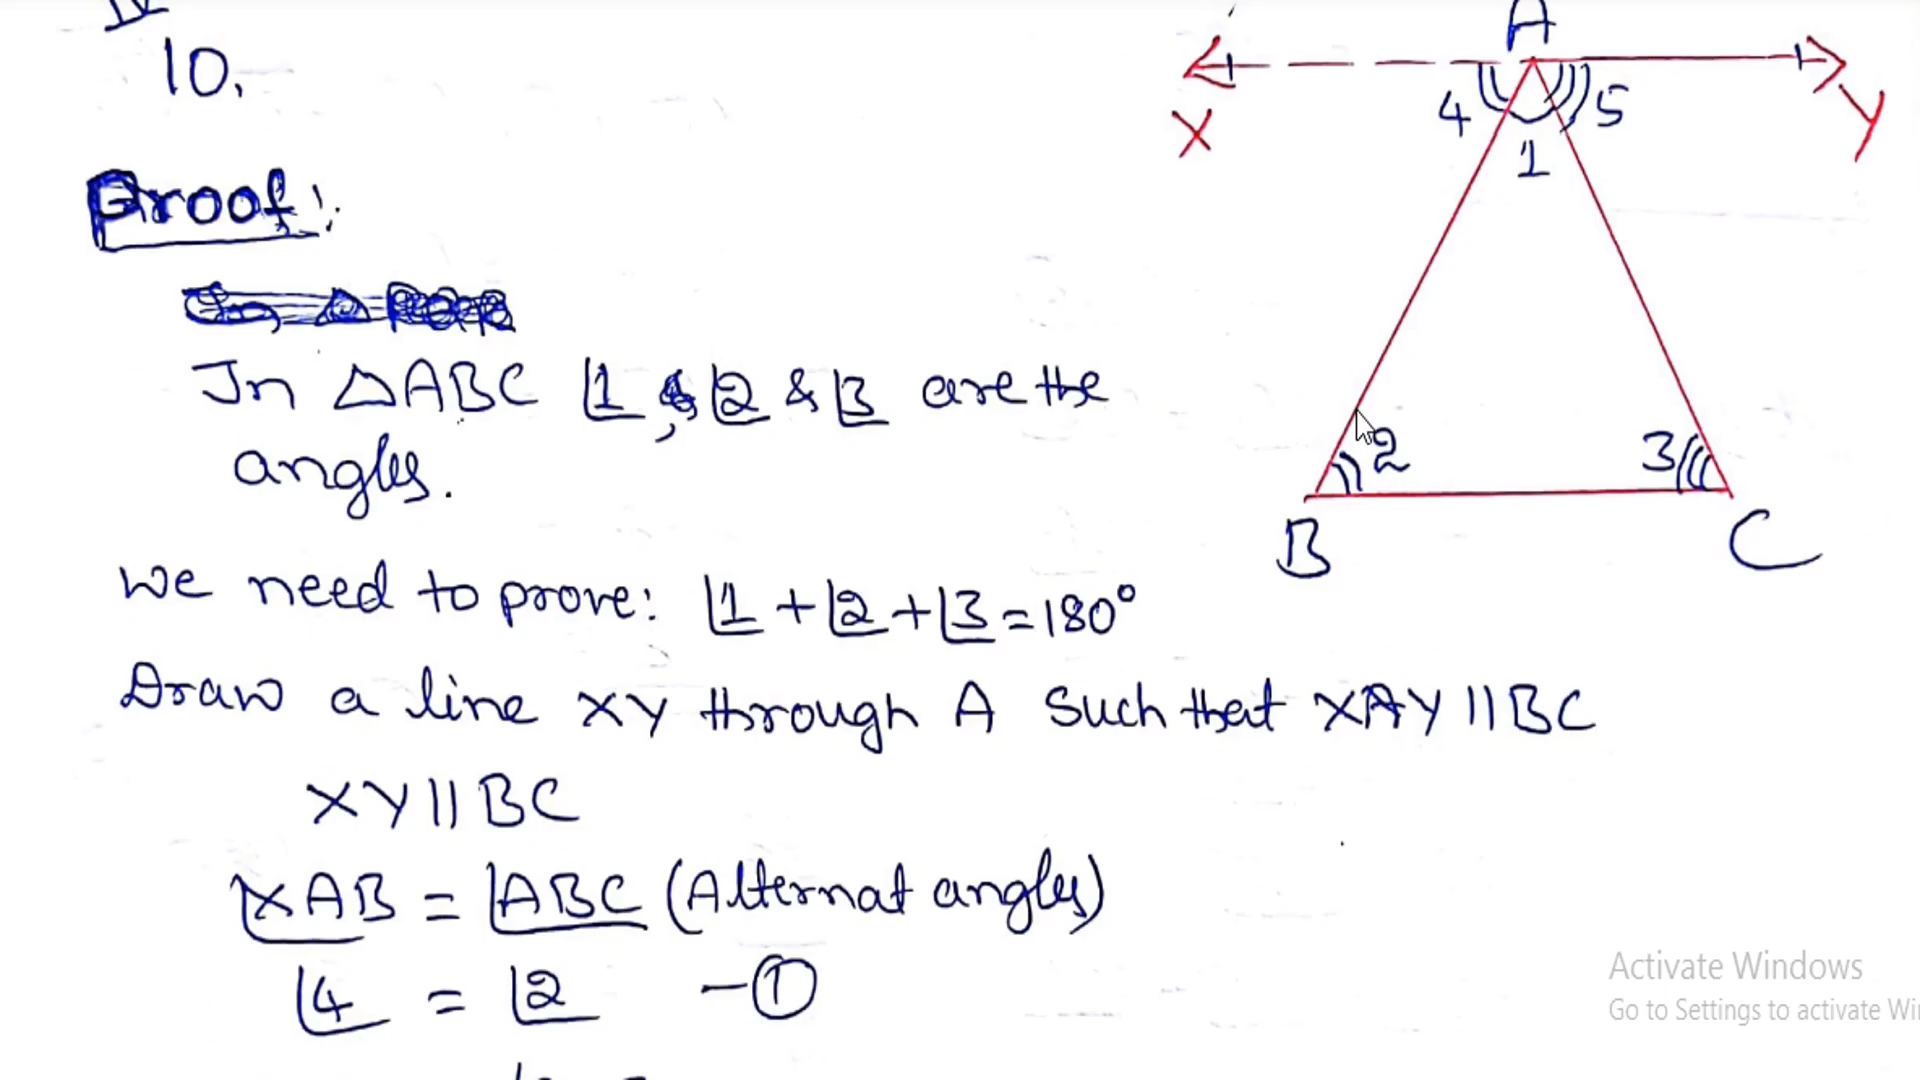 10.
A
X
Y
4
5
1
Proof:
In △ABC ∠1, ∠2 & ∠3 are the
angles.
2
3
B
C
We need to prove: ∠1 + ∠2 + ∠3 = 180°
Draw a line XY through A such that XAY || BC
XY || BC
∠XAB = ∠ABC (Alternat angles)
∠4 = ∠2 — ①
Activate Windows
Go to Settings to activate Wi